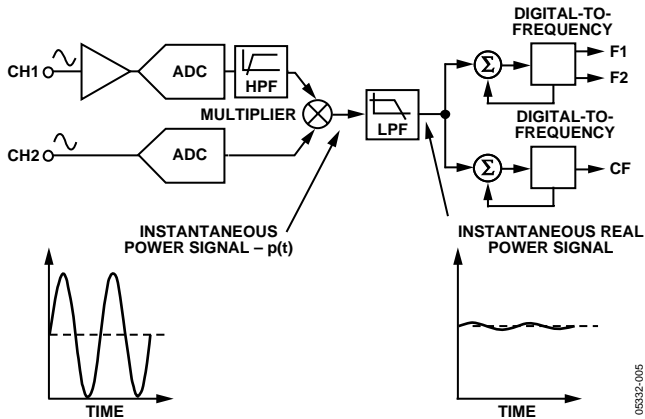 DIGITAL-TO-
FREQUENCY
CH1
ADC
HPF
Σ
F1
F2
MULTIPLIER
LPF
DIGITAL-TO-
FREQUENCY
CH2
ADC
Σ
CF
INSTANTANEOUS
POWER SIGNAL – p(t)
INSTANTANEOUS REAL
POWER SIGNAL
TIME
TIME
05332-005